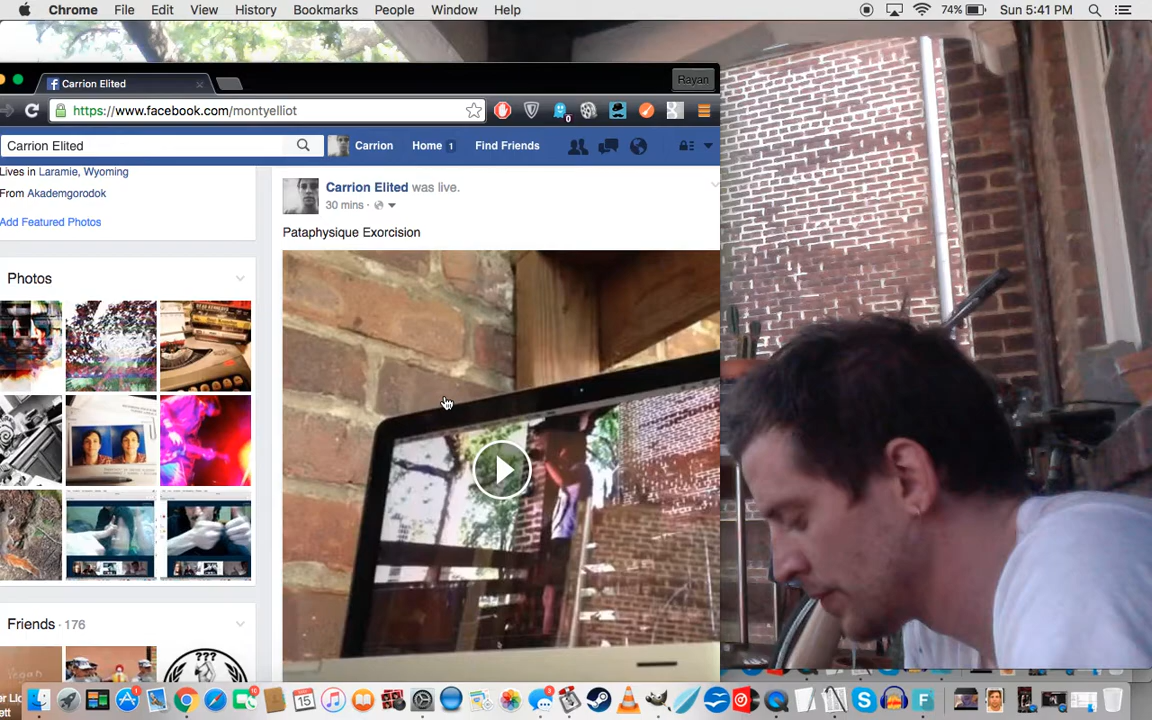 Chrome File Edit View History Bookmarks People Window Help 74% Sun 5:41 PM
Carrion Elited Rayan
https://www.facebook.com/montyelliot 0
Carrion Elited Carrion Home 1 Find Friends
Lives in Laramie, Wyoming
From Akademgorodok
Add Featured Photos
Carrion Elited was live.
30 mins ·
Pataphysique Exorcision
Photos
Friends · 176
???
15